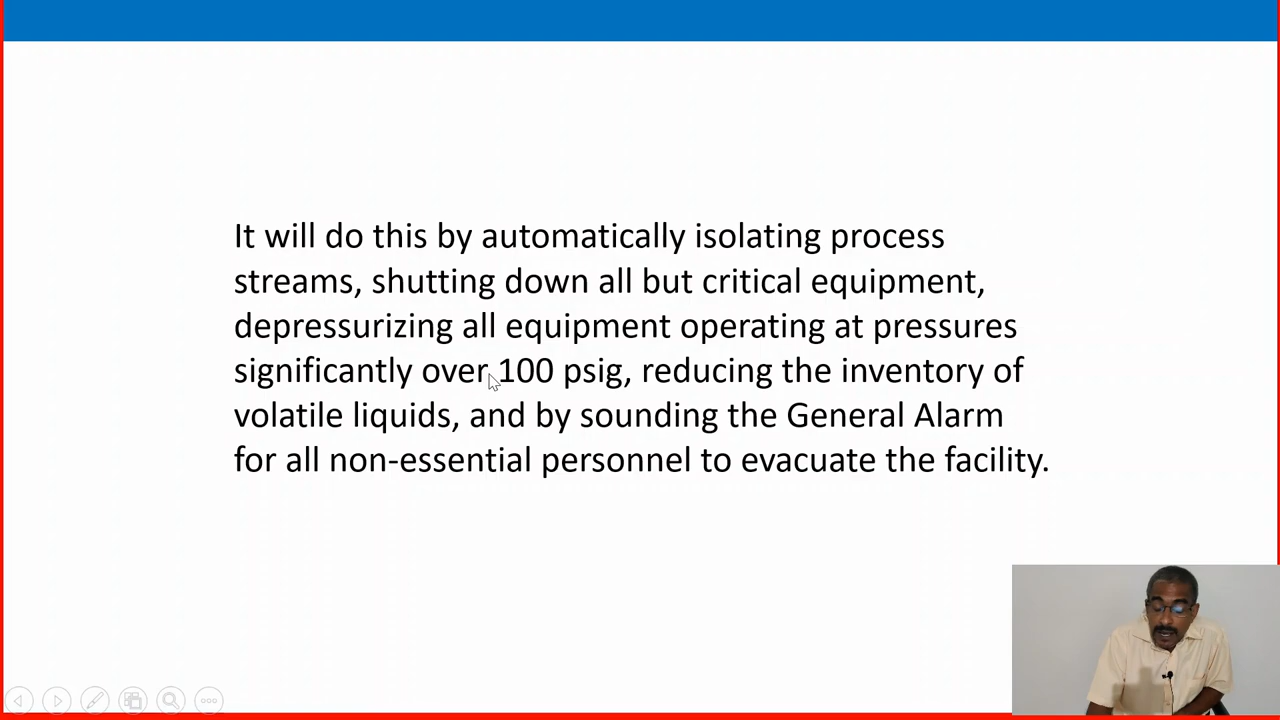 It will do this by automatically isolating process
streams, shutting down all but critical equipment,
depressurizing all equipment operating at pressures
significantly over 100 psig, reducing the inventory of
volatile liquids, and by sounding the General Alarm
for all non-essential personnel to evacuate the facility.